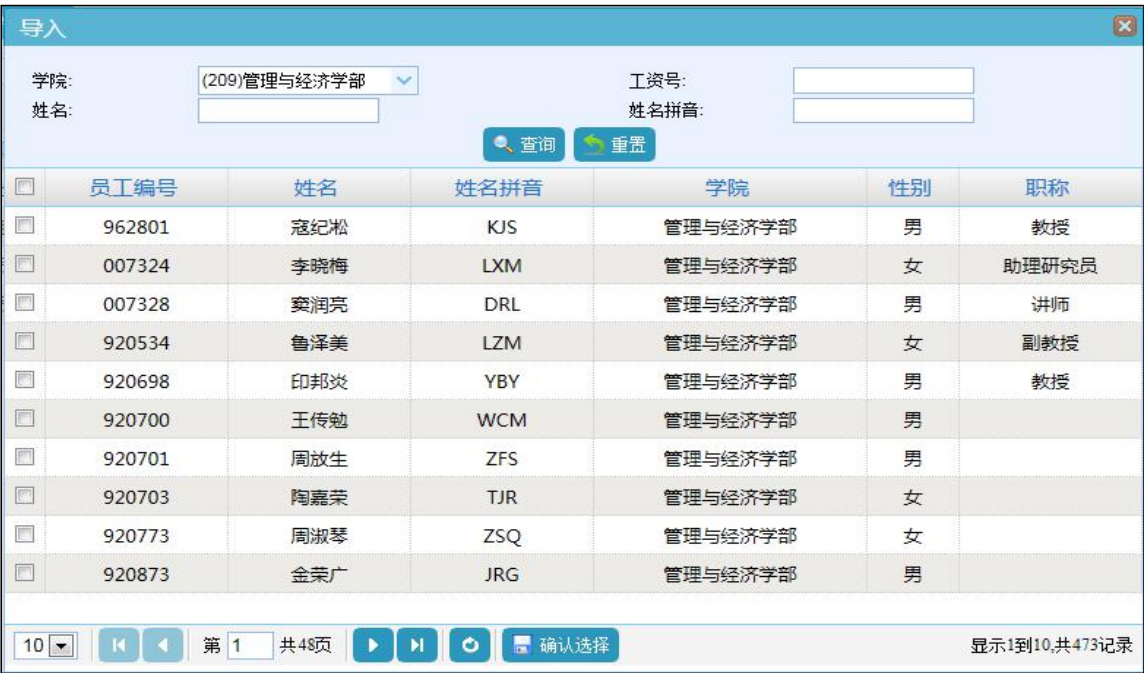 导入
学院: (209)管理与经济学部 工资号:
姓名: 姓名拼音:
查询 重置
员工编号 姓名 姓名拼音 学院 性别 职称
962801 寇纪凇 KJS 管理与经济学部 男 教授
007324 李晓梅 LXM 管理与经济学部 女 助理研究员
007328 窦润亮 DRL 管理与经济学部 男 讲师
920534 鲁泽美 LZM 管理与经济学部 女 副教授
920698 印邦炎 YBY 管理与经济学部 男 教授
920700 王传勉 WCM 管理与经济学部 男
920701 周放生 ZFS 管理与经济学部 男
920703 陶嘉荣 TJR 管理与经济学部 女
920773 周淑琴 ZSQ 管理与经济学部 女
920873 金荣广 JRG 管理与经济学部 男
10 第 1 共48页 确认选择 显示1到10,共473记录